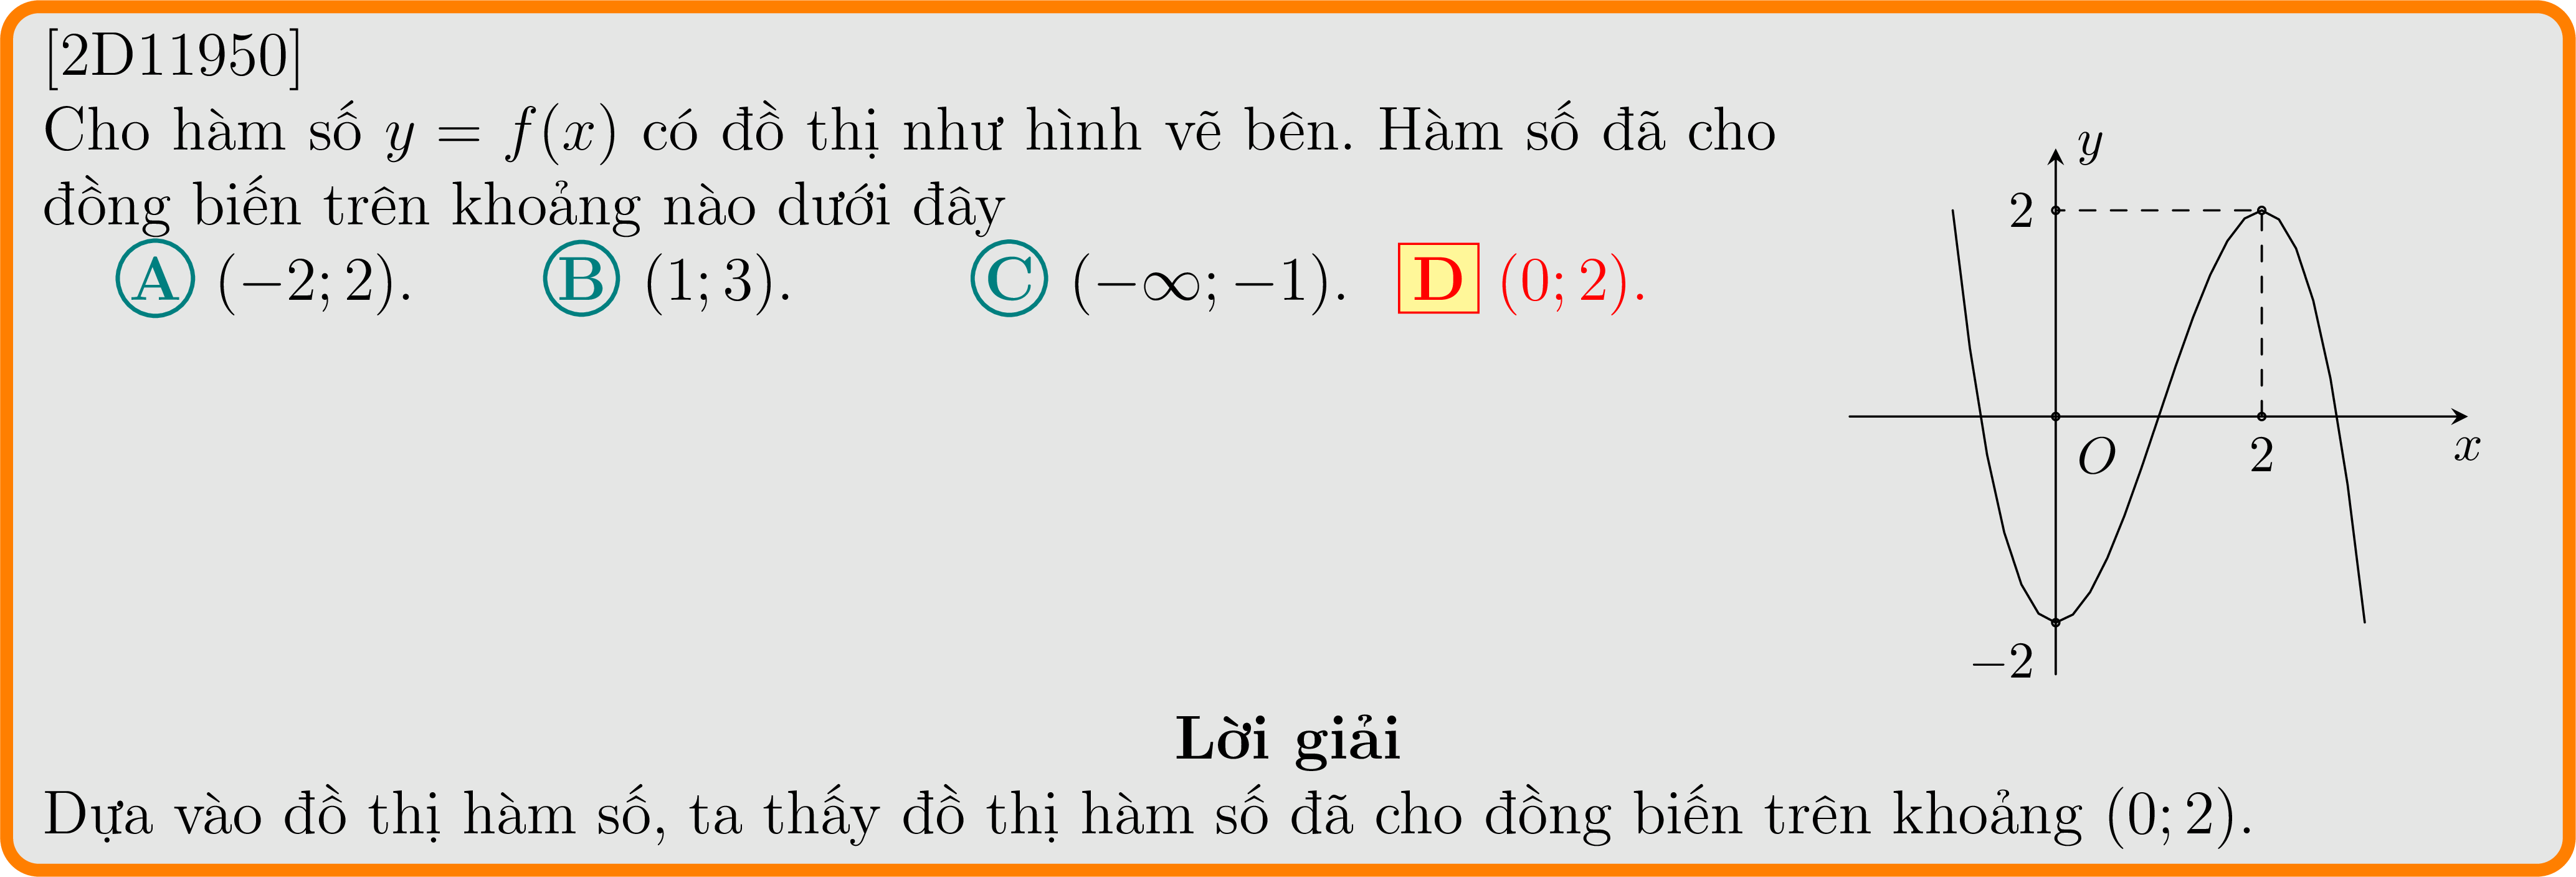 [2D11950]
Cho hàm số y = f(x) có đồ thị như hình vẽ bên. Hàm số đã cho
đồng biến trên khoảng nào dưới đây
A (−2; 2). B (1; 3). C (−∞; −1). D (0; 2).
y
2
O
2
x
−2
Lời giải
Dựa vào đồ thị hàm số, ta thấy đồ thị hàm số đã cho đồng biến trên khoảng (0; 2).